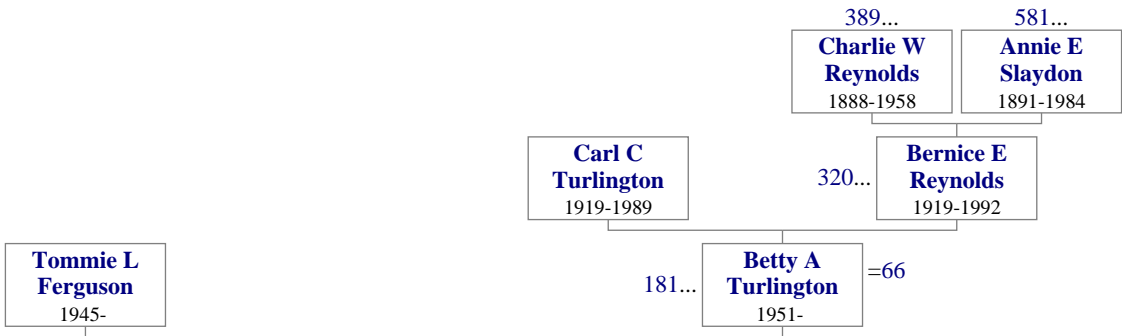 389...
581...
Charlie W
Reynolds
1888-1958
Annie E
Slaydon
1891-1984
Carl C
Turlington
1919-1989
320...
Bernice E
Reynolds
1919-1992
Tommie L
Ferguson
1945-
181...
Betty A
Turlington
1951-
=66